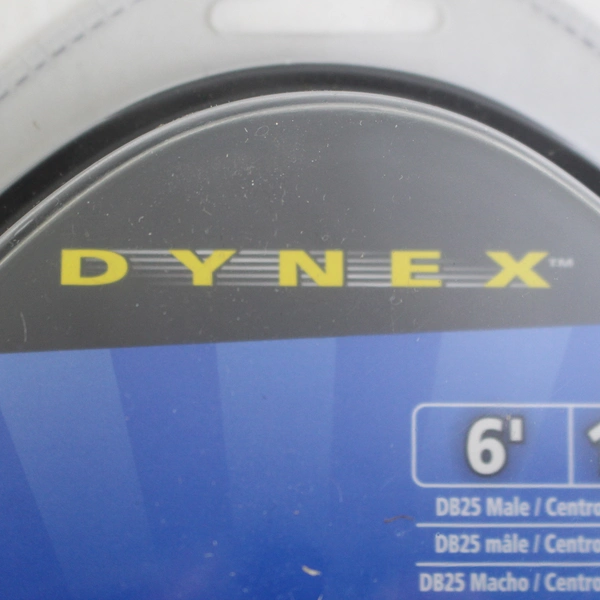 DYNEX™
6'
DB25 Male / Centro
DB25 mâle / Centro
DB25 Macho / Centro